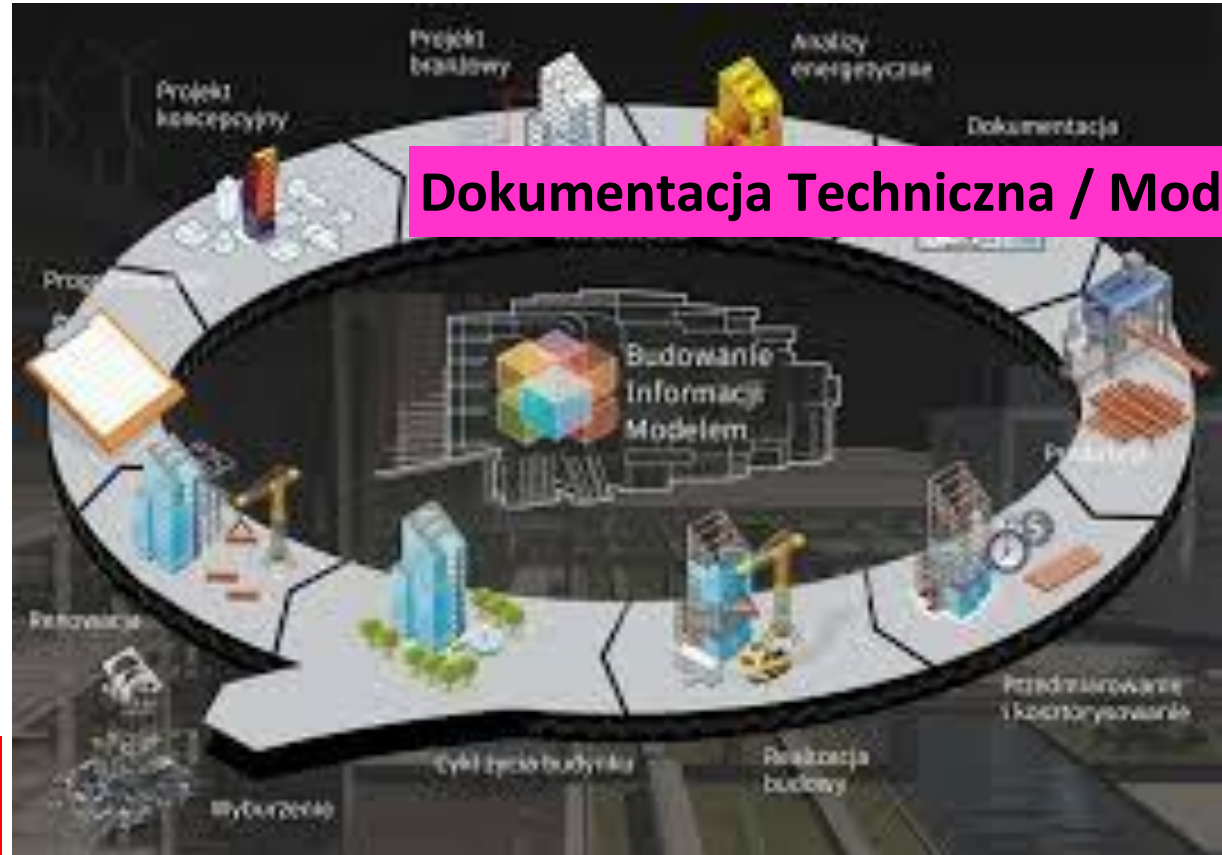 Projekt
branżowy
Analizy
energetyczne
Projekt
koncepcyjny
Dokumentacja
Dokumentacja Techniczna / Mod
Budowanie
Informacji
Modelem
Renowacja
Przedmiarowanie
i kosztorysowanie
Cykl życia budynku
Realizacja
budowy
Wyburzenie